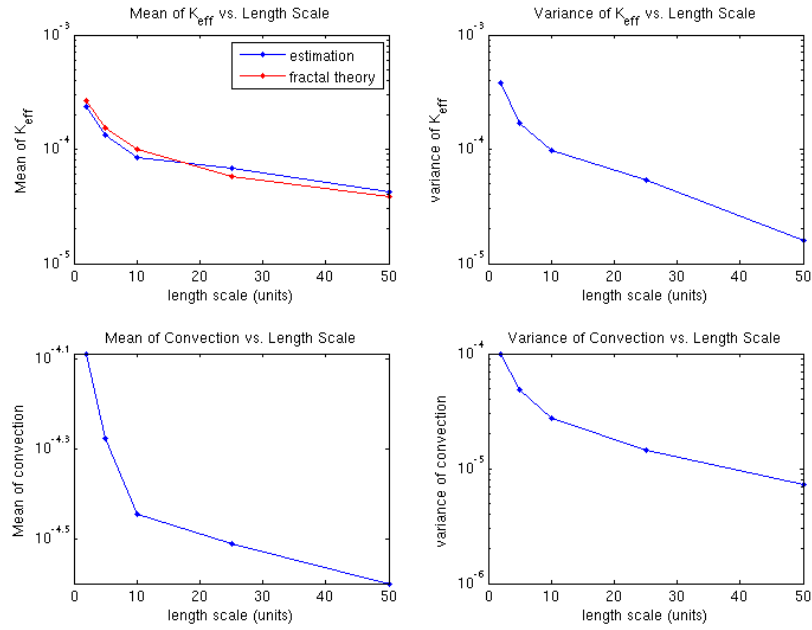 Mean of K_eff vs. Length Scale
10^-3
10^-4
10^-5
Mean of K_eff
estimation
fractal theory
0 10 20 30 40 50
length scale (units)
Variance of K_eff vs. Length Scale
10^-3
10^-4
10^-5
variance of K_eff
0 10 20 30 40 50
length scale (units)
Mean of Convection vs. Length Scale
10^-4.1
10^-4.3
10^-4.5
Mean of convection
0 10 20 30 40 50
length scale (units)
Variance of Convection vs. Length Scale
10^-4
10^-5
10^-6
variance of convection
0 10 20 30 40 50
length scale (units)